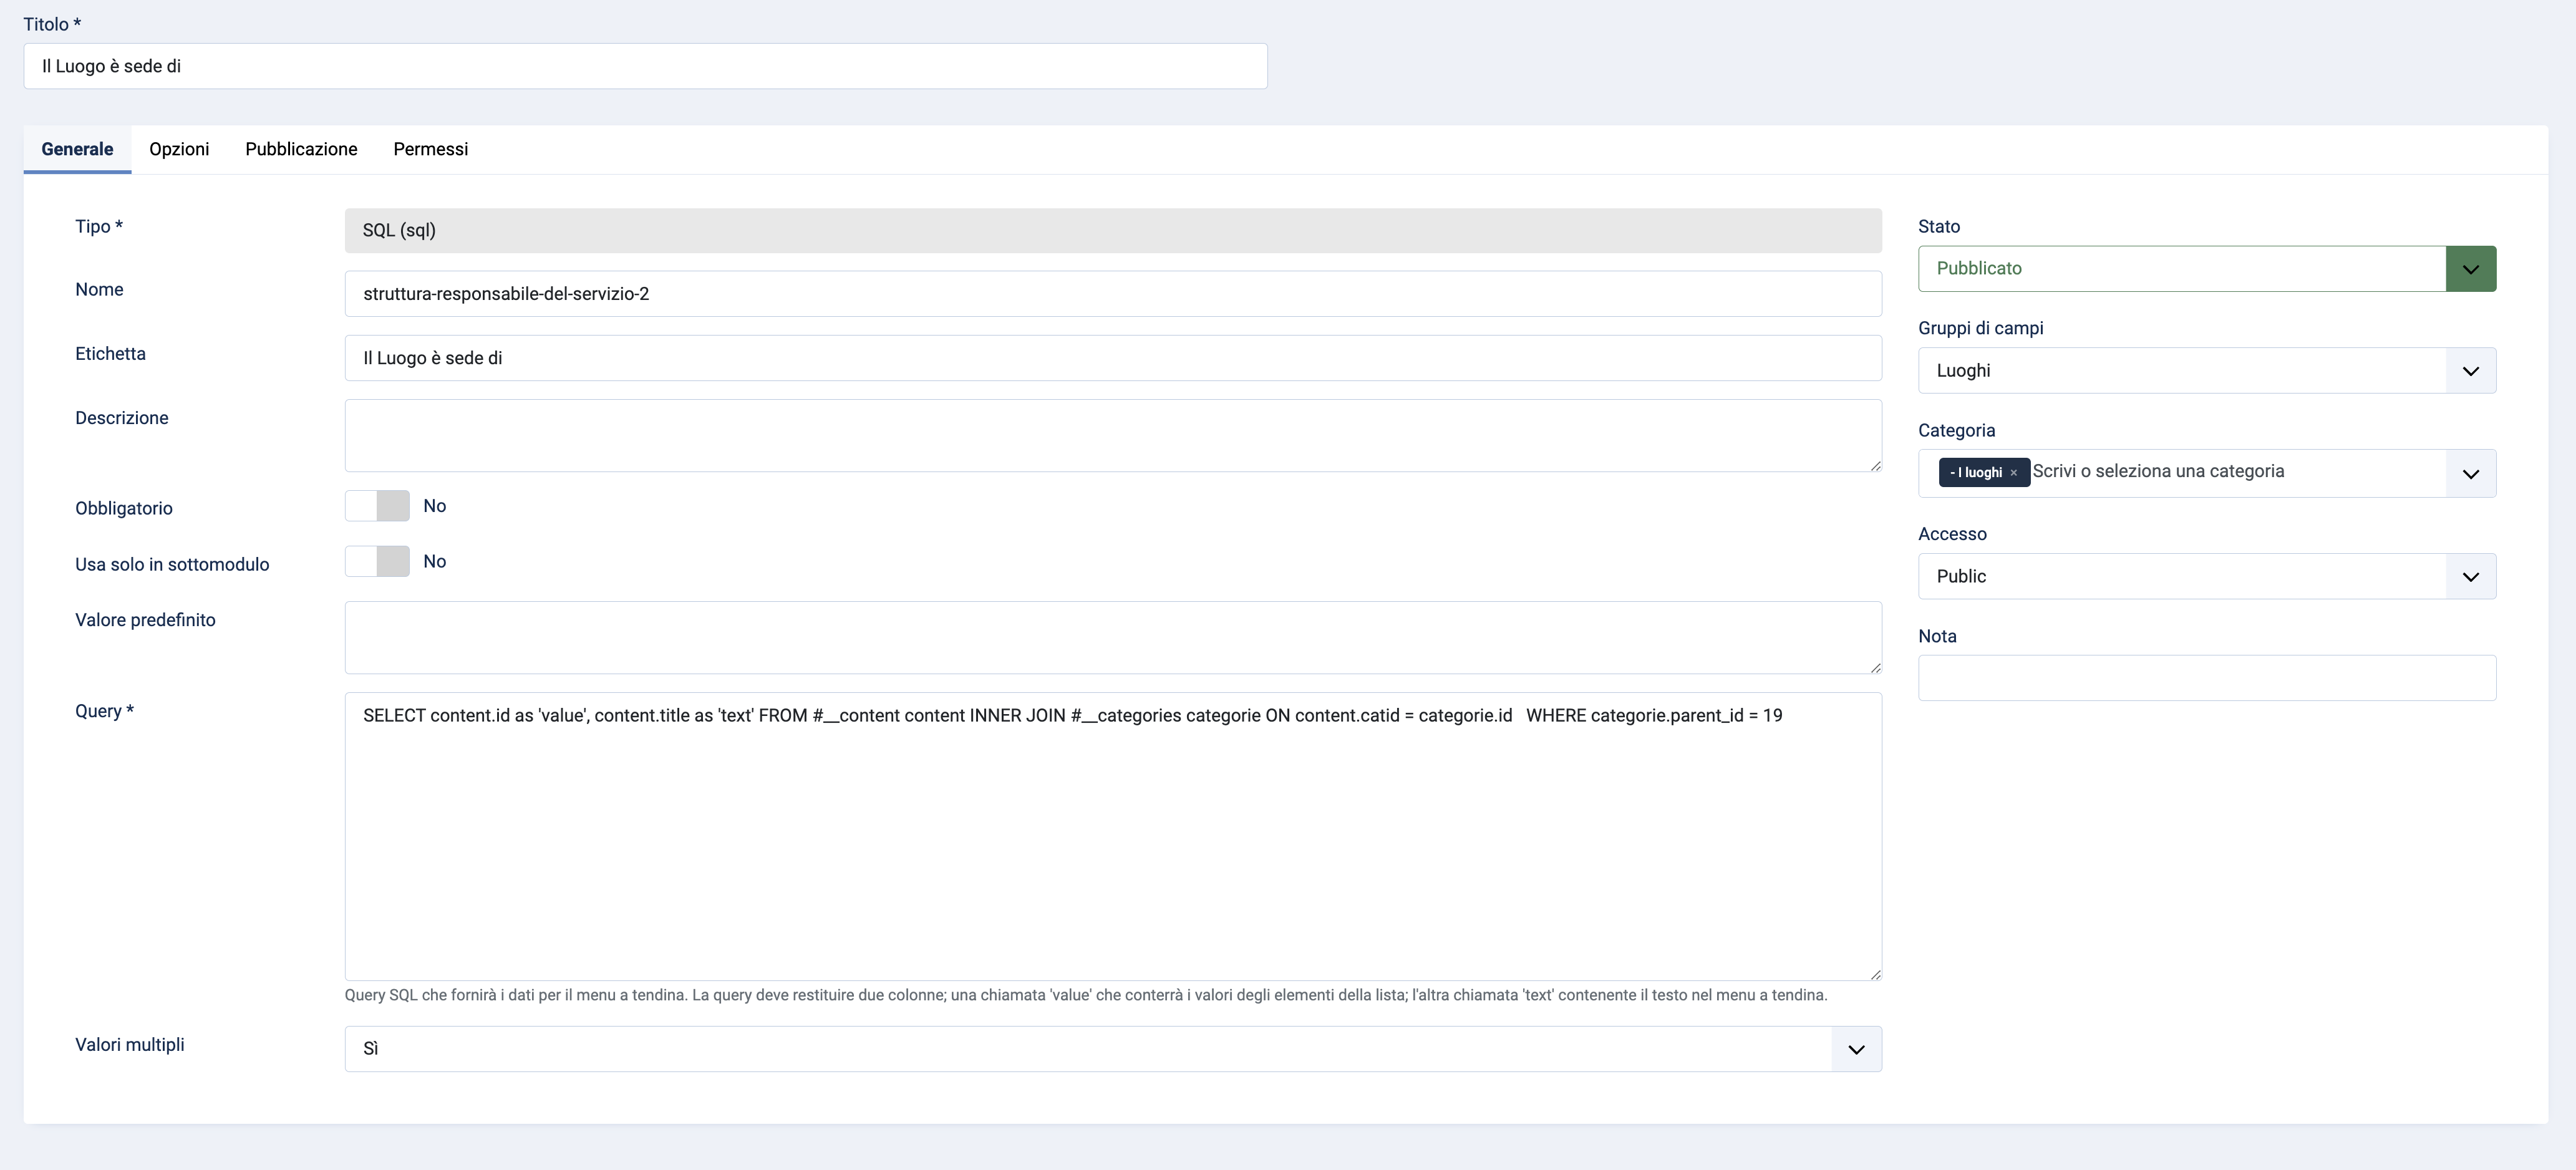 Titolo *
Il Luogo è sede di
Generale Opzioni Pubblicazione Permessi
Tipo *
SQL (sql)
Nome
struttura-responsabile-del-servizio-2
Etichetta
Il Luogo è sede di
Descrizione
Obbligatorio
No
Usa solo in sottomodulo
No
Valore predefinito
Query *
SELECT content.id as 'value', content.title as 'text' FROM #__content content INNER JOIN #__categories categorie ON content.catid = categorie.id   WHERE categorie.parent_id = 19
Query SQL che fornirà i dati per il menu a tendina. La query deve restituire due colonne; una chiamata 'value' che conterrà i valori degli elementi della lista; l'altra chiamata 'text' contenente il testo nel menu a tendina.
Valori multipli
Sì
Stato
Pubblicato
Gruppi di campi
Luoghi
Categoria
- I luoghi × Scrivi o seleziona una categoria
Accesso
Public
Nota